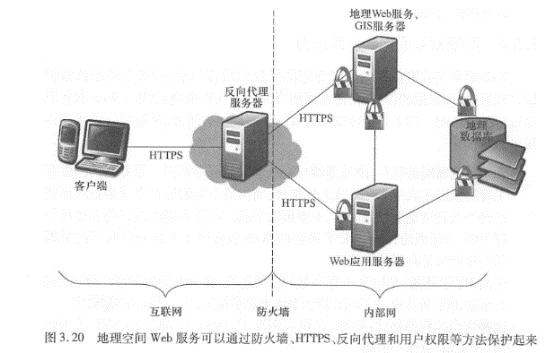 地理Web服务、
GIS服务器
反向代理
服务器
HTTPS
地理
数据库
HTTPS
客户端
HTTPS
Web应用服务器
互联网
防火墙
内部网
图3.20 地理空间 Web 服务可以通过防火墙、HTTPS、反向代理和用户权限等方法保护起来